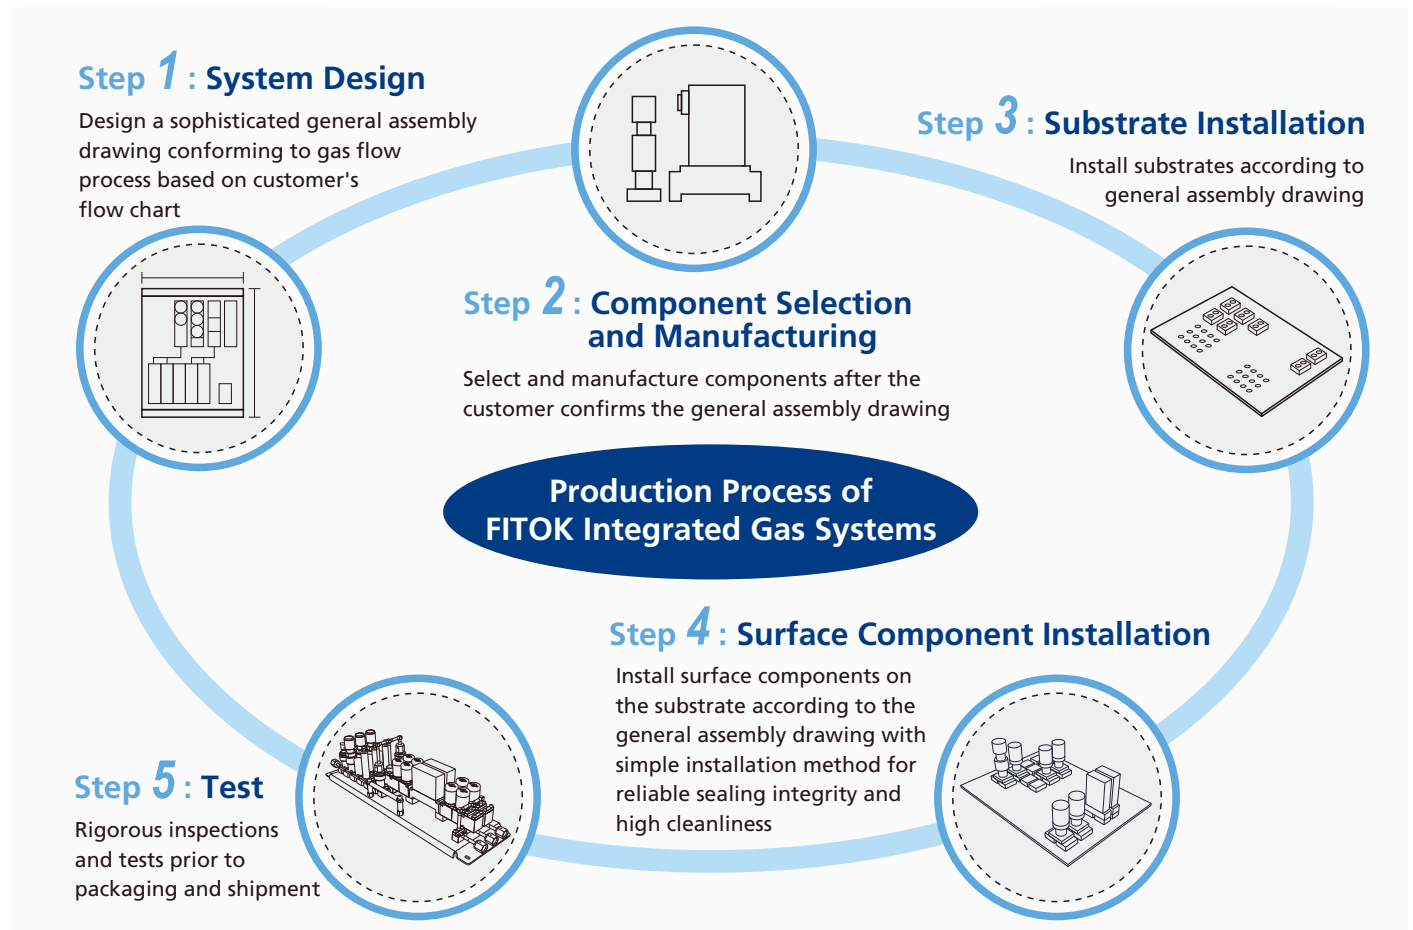 Step 1 : System Design
Design a sophisticated general assembly
drawing conforming to gas flow
process based on customer's
flow chart
Step 2 : Component Selection
and Manufacturing
Select and manufacture components after the
customer confirms the general assembly drawing
Step 3 : Substrate Installation
Install substrates according to
general assembly drawing
Production Process of
FITOK Integrated Gas Systems
Step 4 : Surface Component Installation
Install surface components on
the substrate according to the
general assembly drawing with
simple installation method for
reliable sealing integrity and
high cleanliness
Step 5 : Test
Rigorous inspections
and tests prior to
packaging and shipment